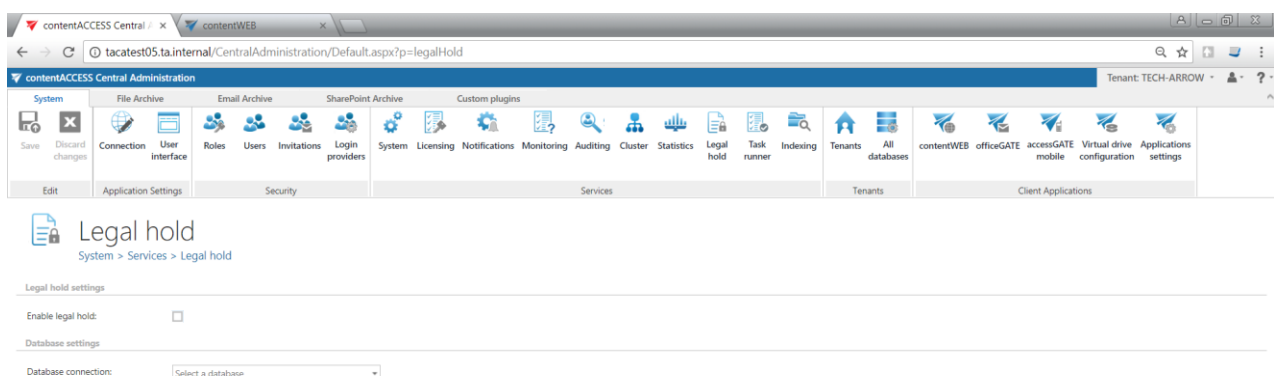 contentACCESS Central A
contentWEB
tacatest05.ta.internal/CentralAdministration/Default.aspx?p=legalHold
contentACCESS Central Administration
Tenant: TECH-ARROW
System File Archive Email Archive SharePoint Archive Custom plugins
Save Discard changes Connection User interface Roles Users Invitations Login providers System Licensing Notifications Monitoring Auditing Cluster Statistics Legal hold Task runner Indexing Tenants All databases contentWEB officeGATE accessGATE mobile Virtual drive configuration Applications settings
Edit Application Settings Security Services Tenants Client Applications
Legal hold
System > Services > Legal hold
Legal hold settings
Enable legal hold:
Database settings
Database connection: Select a database